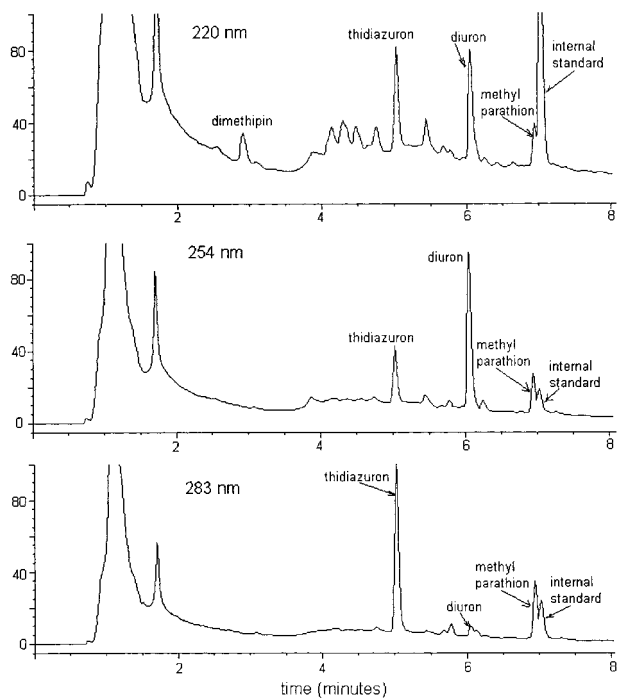 220 nm
80
40
0
dimethipin
thidiazuron
diuron
methyl
parathion
internal
standard
2
4
6
8
254 nm
80
40
0
thidiazuron
diuron
methyl
parathion
internal
standard
2
4
6
8
283 nm
80
40
0
thidiazuron
diuron
methyl
parathion
internal
standard
2
4
6
8
time (minutes)